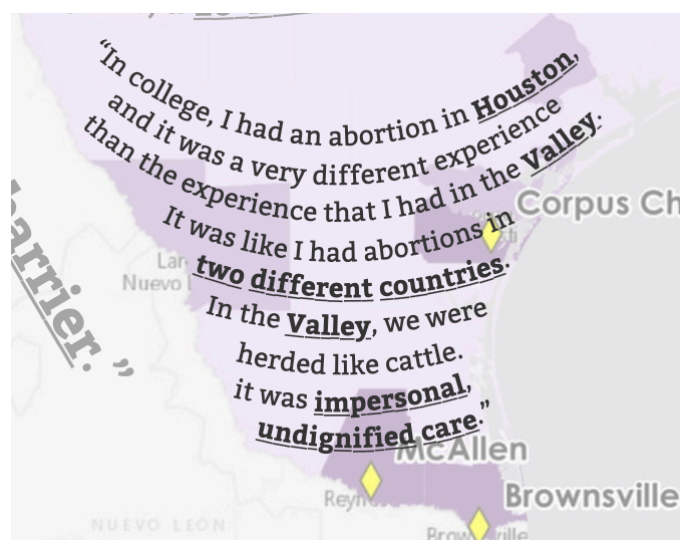 “In college, I had an abortion in Houston,
and it was a very different experience
than the experience that I had in the Valley.
It was like I had abortions in
two different countries.
In the Valley, we were
herded like cattle.
it was impersonal,
undignified care.”
arrier.”
Corpus Ch
Nuevo
McAllen
Brownsville
NUEVO LEON